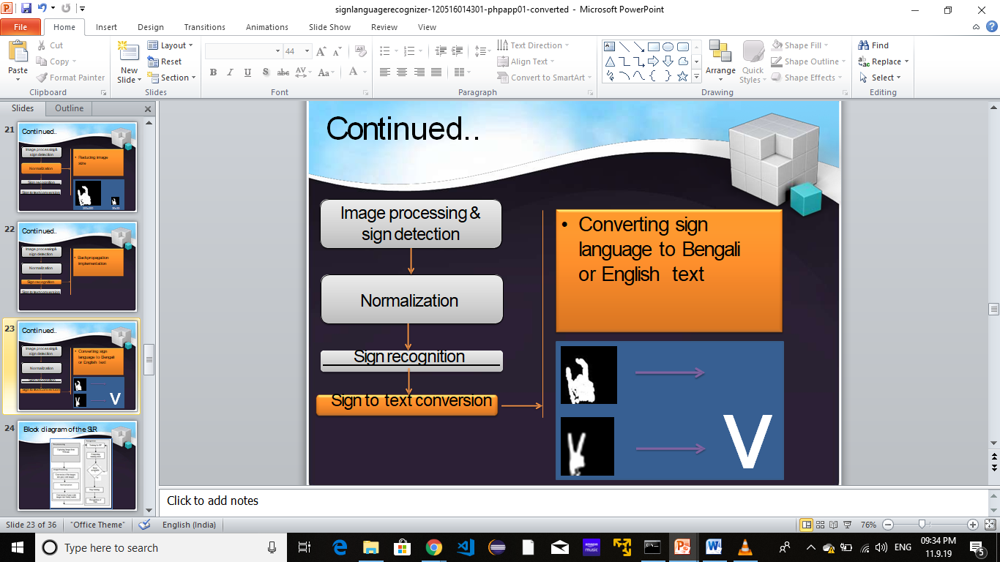 signlanguagerecognizer-120516014301-phpapp01-converted - Microsoft PowerPoint
File Home Insert Design Transitions Animations Slide Show Review View
Paste
Cut
Copy
Format Painter
Clipboard
New
Slide
Layout
Reset
Section
Slides
44
B I U S abc AV Aa A
Font
Text Direction
Align Text
Convert to SmartArt
Paragraph
Arrange
Quick
Styles
Shape Fill
Shape Outline
Shape Effects
Drawing
Find
Replace
Select
Editing
Slides Outline
21
Continued..
Image processing &
sign detection
Normalization
Sign recognition
Sign to text conversion
• Reducing image
size
22
Continued..
Image processing &
sign detection
Normalization
Sign recognition
Sign to text conversion
• Backpropagation
implementation
23
Continued..
Image processing &
sign detection
Normalization
Sign recognition
Sign to text conversion
• Converting sign
language to Bengali
or English text
V
24
Block diagram of the SLR
Continued..
Image processing &
sign detection
Normalization
Sign recognition
Sign to text conversion
• Converting sign
language to Bengali
or English text
V
Click to add notes
Slide 23 of 36 "Office Theme" English (India) 76%
Type here to search
amazon
music
ENG
09:34 PM
11.9.19
5